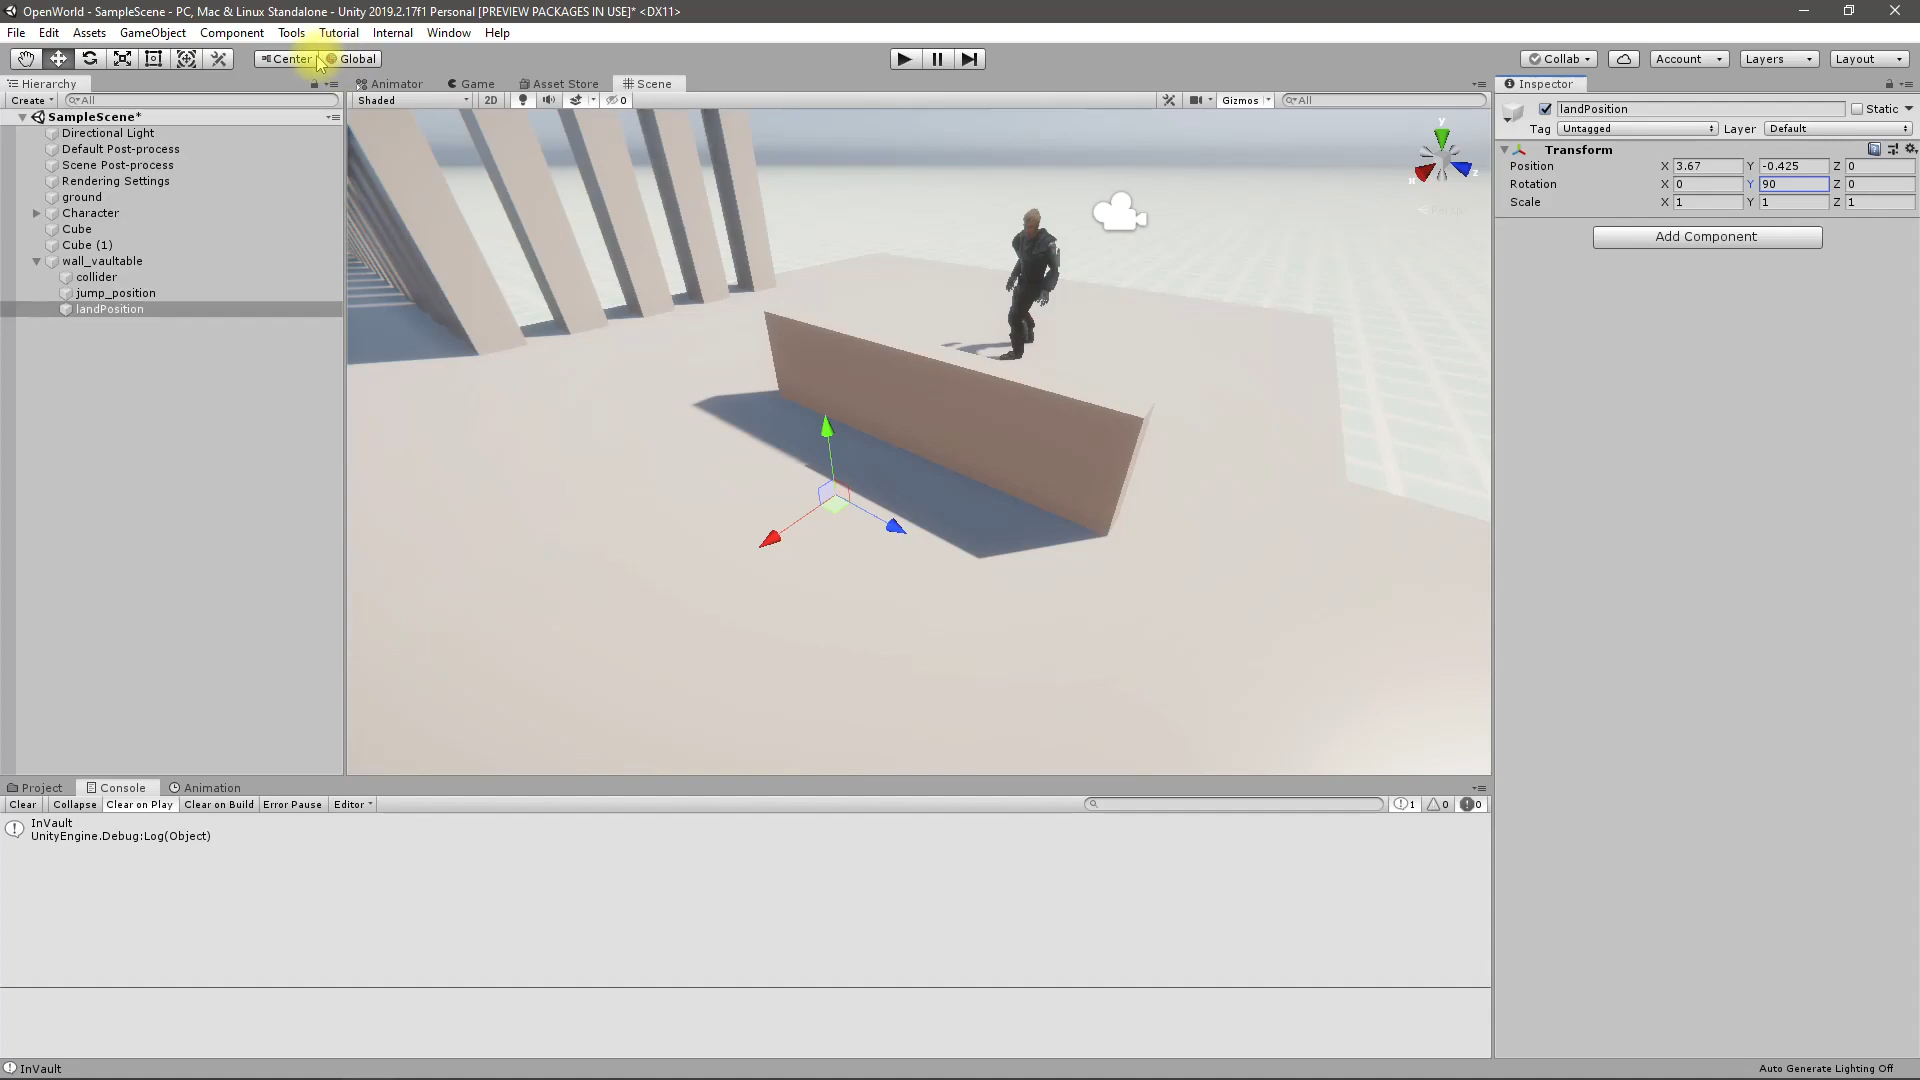 OpenWorld - SampleScene - PC, Mac & Linux Standalone - Unity 2019.2.17f1 Personal [PREVIEW PACKAGES IN USE]* <DX11>
File Edit Assets GameObject Component Tools Tutorial Internal Window Help
Center Global Collab Account Layers Layout
Hierarchy Animator Game Asset Store Scene Inspector
Create All Shaded 2D 0 Gizmos All
SampleScene*
Directional Light
Default Post-process
Scene Post-process
Rendering Settings
ground
Character
Cube
Cube (1)
wall_vaultable
collider
jump_position
landPosition
y
x
z
Persp
landPosition Static
Tag Untagged Layer Default
Transform
Position X 3.67 Y -0.425 Z 0
Rotation X 0 Y 90 Z 0
Scale X 1 Y 1 Z 1
Add Component
Project Console Animation
Clear Collapse Clear on Play Clear on Build Error Pause Editor 1 0 0
InVault
UnityEngine.Debug:Log(Object)
InVault
Auto Generate Lighting Off